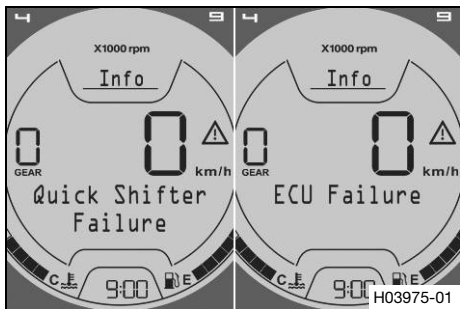 4 9
X1000 rpm
Info
0 0
GEAR km/h
Quick Shifter
Failure
C E
9:00
4 9
X1000 rpm
Info
0 0
GEAR km/h
ECU Failure
C E
9:00
H03975-01